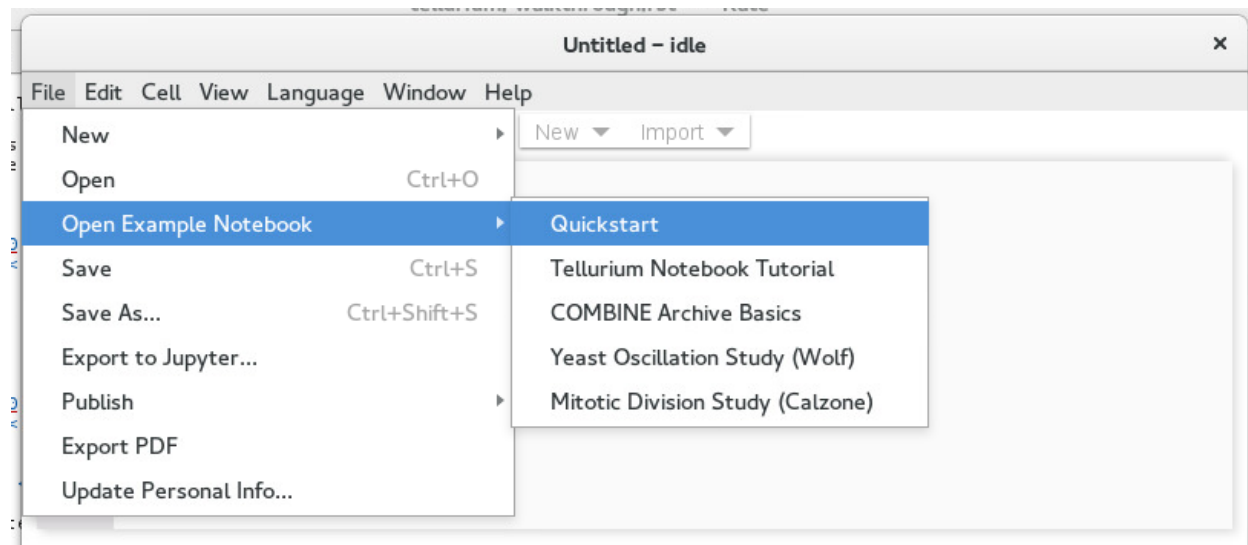 Untitled – idle ×
File Edit Cell View Language Window Help
New
New Import
Open Ctrl+O
Open Example Notebook
Quickstart
Save Ctrl+S
Tellurium Notebook Tutorial
Save As... Ctrl+Shift+S
COMBINE Archive Basics
Export to Jupyter...
Yeast Oscillation Study (Wolf)
Publish
Mitotic Division Study (Calzone)
Export PDF
Update Personal Info...